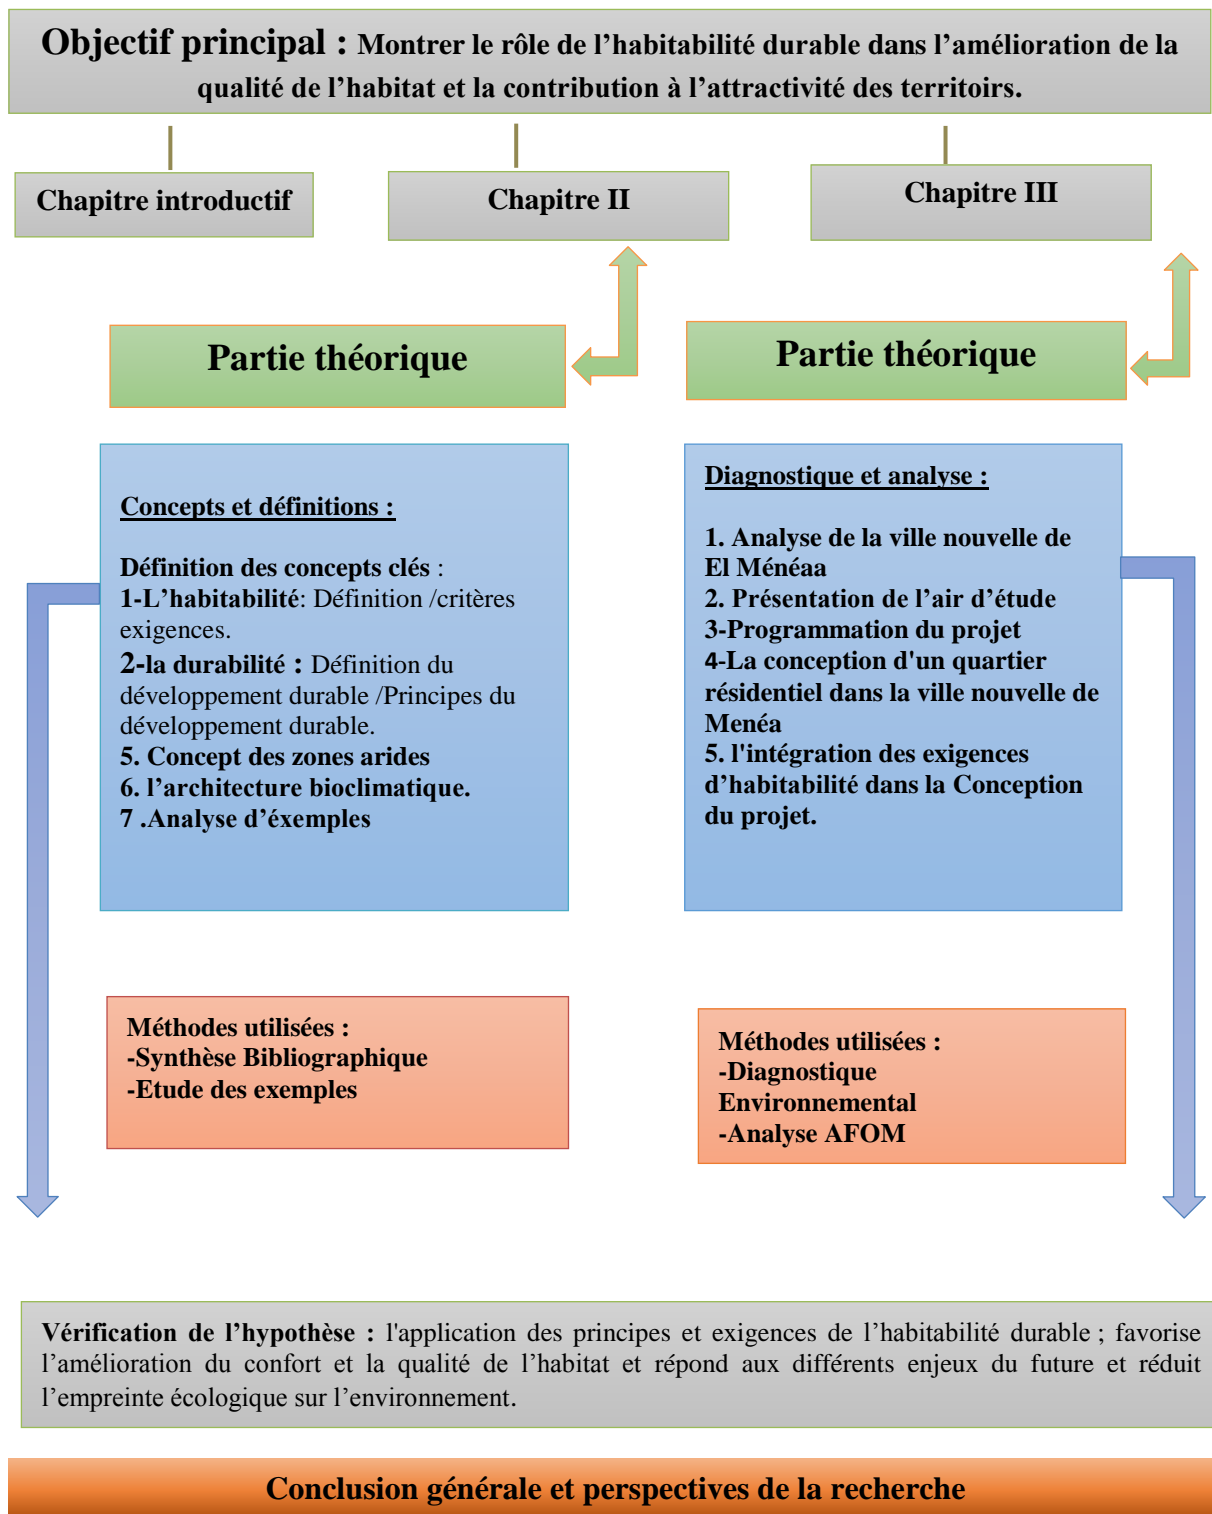 Objectif principal : Montrer le rôle de l’habitabilité durable dans l’amélioration de la
qualité de l’habitat et la contribution à l’attractivité des territoirs.
Chapitre introductif
Chapitre II
Chapitre III
Partie théorique
Partie théorique
Concepts et définitions :
Définition des concepts clés :
1-L’habitabilité: Définition /critères
exigences.
2-la durabilité : Définition du
développement durable /Principes du
développement durable.
5. Concept des zones arides
6. l’architecture bioclimatique.
7 .Analyse d’éxemples
Diagnostique et analyse :
1. Analyse de la ville nouvelle de
El Ménéaa
2. Présentation de l’air d’étude
3-Programmation du projet
4-La conception d'un quartier
résidentiel dans la ville nouvelle de
Menéa
5. l'intégration des exigences
d’habitabilité dans la Conception
du projet.
Méthodes utilisées :
-Synthèse Bibliographique
-Etude des exemples
Méthodes utilisées :
-Diagnostique
Environnemental
-Analyse AFOM
Vérification de l’hypothèse : l'application des principes et exigences de l’habitabilité durable ; favorise
l’amélioration du confort et la qualité de l’habitat et répond aux différents enjeux du future et réduit
l’empreinte écologique sur l’environnement.
Conclusion générale et perspectives de la recherche